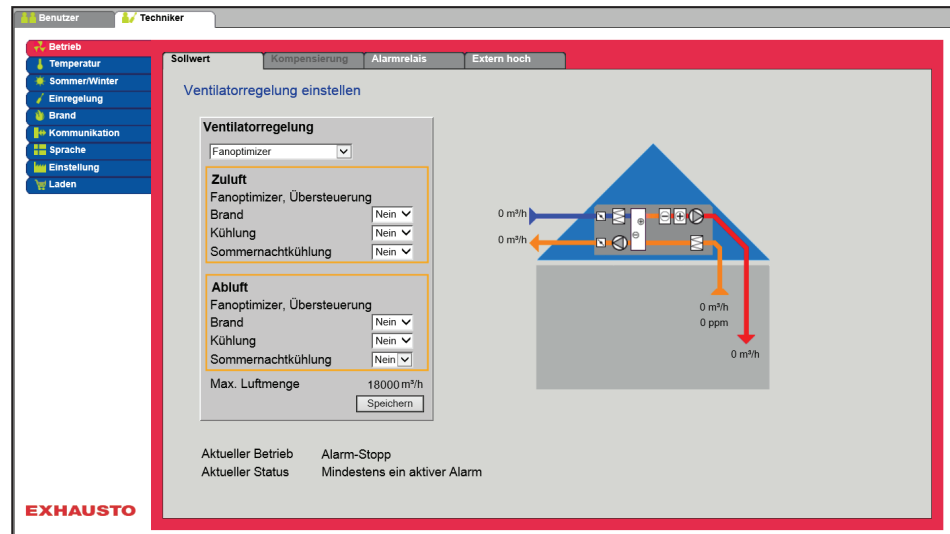 Benutzer
Techniker
Betrieb
Temperatur
Sommer/Winter
Einregelung
Brand
Kommunikation
Sprache
Einstellung
Laden
Sollwert
Kompensierung
Alarmrelais
Extern hoch
Ventilatorregelung einstellen
Ventilatorregelung
Fanoptimizer
Zuluft
Fanoptimizer, Übersteuerung
Brand Nein
Kühlung Nein
Sommernachtkühlung Nein
Abluft
Fanoptimizer, Übersteuerung
Brand Nein
Kühlung Nein
Sommernachtkühlung Nein
Max. Luftmenge 18000 m³/h
Speichern
0 m³/h
0 m³/h
0 m³/h
0 ppm
0 m³/h
Aktueller Betrieb Alarm-Stopp
Aktueller Status Mindestens ein aktiver Alarm
EXHAUSTO